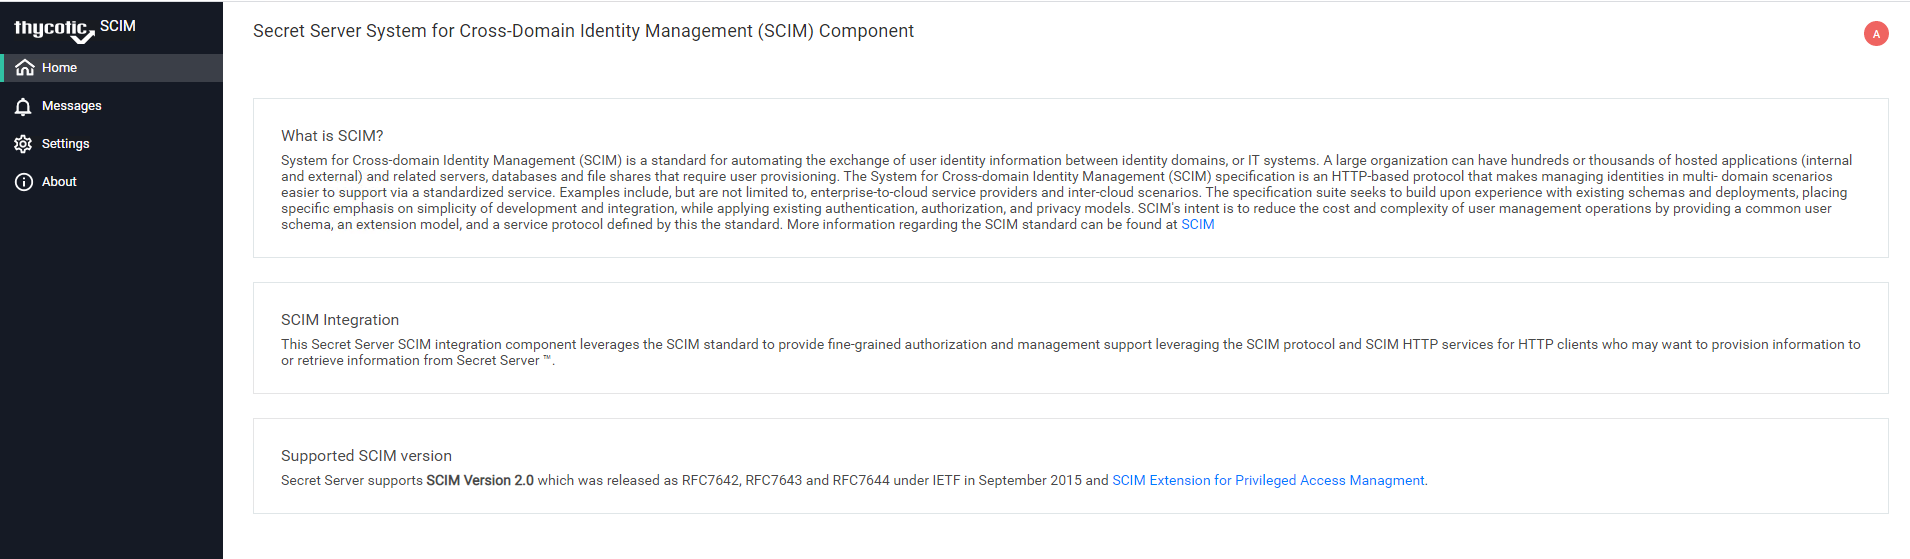 thycotic SCIM
Home
Messages
Settings
About
Secret Server System for Cross-Domain Identity Management (SCIM) Component
A
What is SCIM?
System for Cross-domain Identity Management (SCIM) is a standard for automating the exchange of user identity information between identity domains, or IT systems. A large organization can have hundreds or thousands of hosted applications (internal
and external) and related servers, databases and file shares that require user provisioning. The System for Cross-domain Identity Management (SCIM) specification is an HTTP-based protocol that makes managing identities in multi- domain scenarios
easier to support via a standardized service. Examples include, but are not limited to, enterprise-to-cloud service providers and inter-cloud scenarios. The specification suite seeks to build upon experience with existing schemas and deployments, placing
specific emphasis on simplicity of development and integration, while applying existing authentication, authorization, and privacy models. SCIM's intent is to reduce the cost and complexity of user management operations by providing a common user
schema, an extension model, and a service protocol defined by this the standard. More information regarding the SCIM standard can be found at SCIM
SCIM Integration
This Secret Server SCIM integration component leverages the SCIM standard to provide fine-grained authorization and management support leveraging the SCIM protocol and SCIM HTTP services for HTTP clients who may want to provision information to
or retrieve information from Secret Server ™.
Supported SCIM version
Secret Server supports SCIM Version 2.0 which was released as RFC7642, RFC7643 and RFC7644 under IETF in September 2015 and SCIM Extension for Privileged Access Managment.